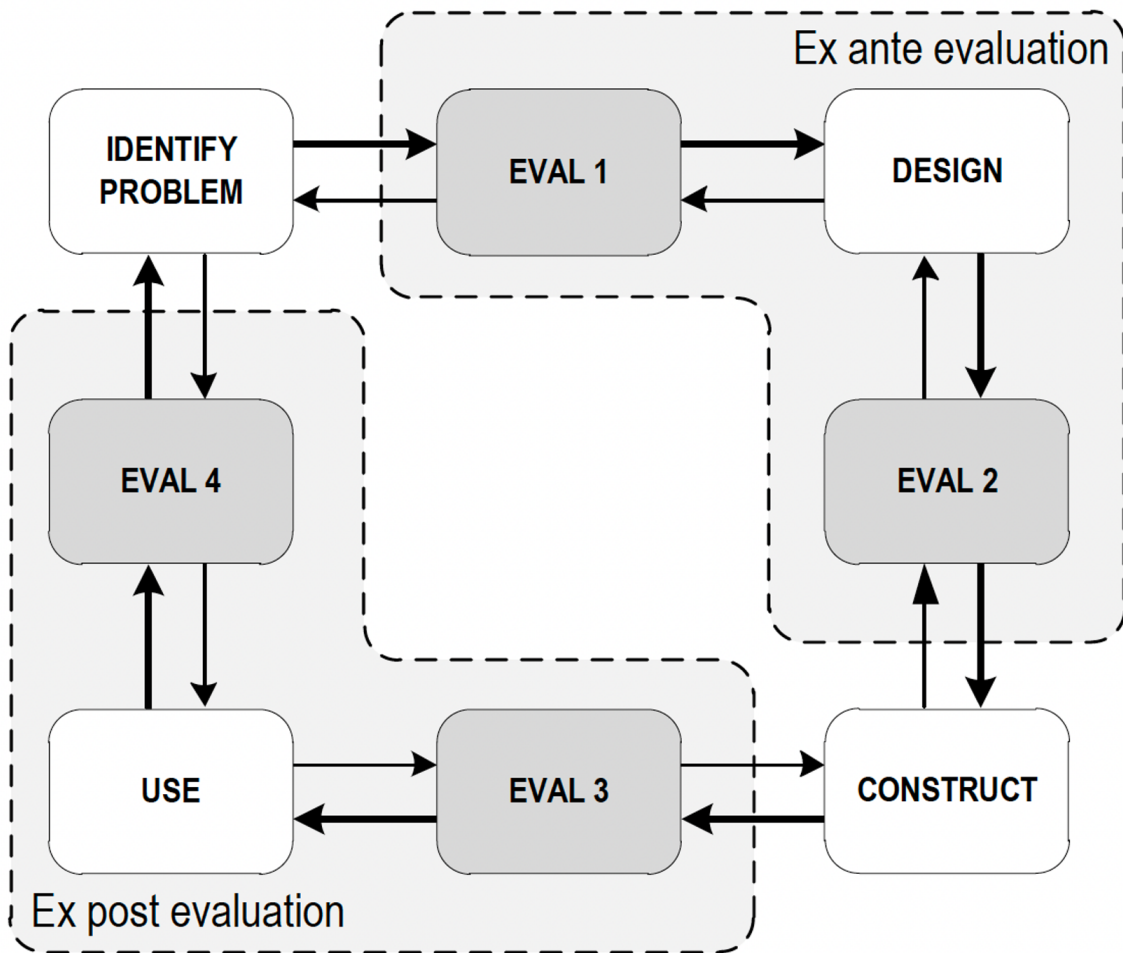 Ex ante evaluation
IDENTIFY
PROBLEM
EVAL 1
DESIGN
EVAL 4
EVAL 2
USE
EVAL 3
CONSTRUCT
Ex post evaluation